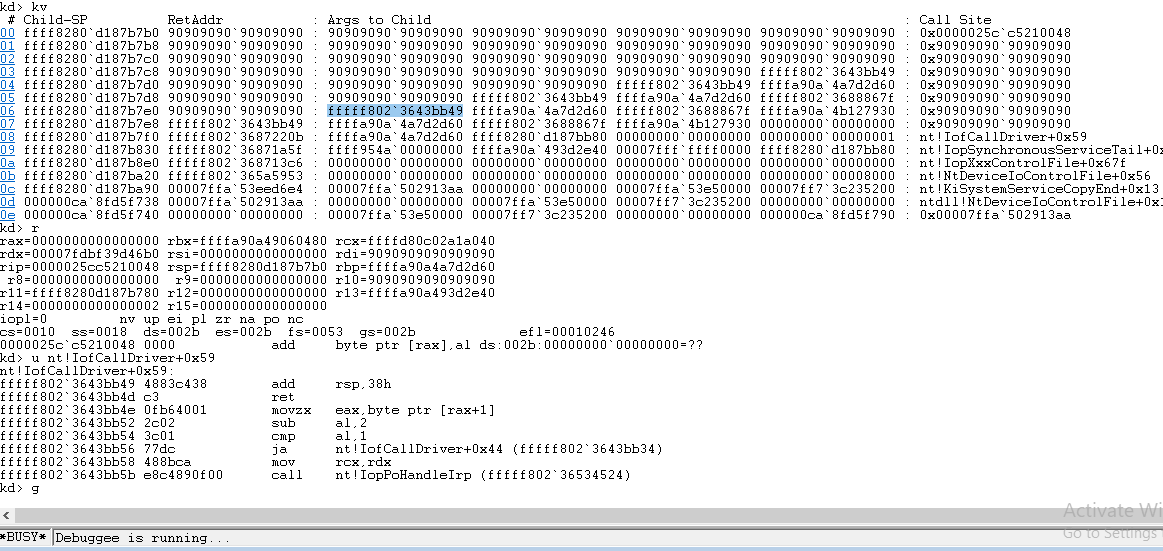 kd> kv
 # Child-SP          RetAddr           : Args to Child                                                           : Call Site
00 ffff8280`d187b7b0 90909090`90909090 : 90909090`90909090 90909090`90909090 90909090`90909090 90909090`90909090 : 0x0000025c`c5210048
01 ffff8280`d187b7b8 90909090`90909090 : 90909090`90909090 90909090`90909090 90909090`90909090 90909090`90909090 : 0x90909090`90909090
02 ffff8280`d187b7c0 90909090`90909090 : 90909090`90909090 90909090`90909090 90909090`90909090 90909090`90909090 : 0x90909090`90909090
03 ffff8280`d187b7c8 90909090`90909090 : 90909090`90909090 90909090`90909090 90909090`90909090 fffff802`3643bb49 : 0x90909090`90909090
04 ffff8280`d187b7d0 90909090`90909090 : 90909090`90909090 90909090`90909090 fffff802`3643bb49 ffffa90a`4a7d2d60 : 0x90909090`90909090
05 ffff8280`d187b7d8 90909090`90909090 : 90909090`90909090 fffff802`3643bb49 ffffa90a`4a7d2d60 fffff802`3688867f : 0x90909090`90909090
06 ffff8280`d187b7e0 90909090`90909090 : fffff802`3643bb49 ffffa90a`4a7d2d60 fffff802`3688867f ffffa90a`4b127930 : 0x90909090`90909090
07 ffff8280`d187b7e8 fffff802`3643bb49 : ffffa90a`4a7d2d60 fffff802`3688867f ffffa90a`4b127930 00000000`00000000 : 0x90909090`90909090
08 ffff8280`d187b7f0 fffff802`3687220b : ffffa90a`4a7d2d60 ffff8280`d187bb80 00000000`00000000 00000000`00000001 : nt!IofCallDriver+0x59
09 ffff8280`d187b830 fffff802`36871a5f : ffff954a`00000000 ffffa90a`493d2e40 00007fff`ffff0000 ffff8280`d187bb80 : nt!IopSynchronousServiceTail+0x
0a ffff8280`d187b8e0 fffff802`368713c6 : 00000000`00000000 00000000`00000000 00000000`00000000 00000000`00000000 : nt!IopXxxControlFile+0x67f
0b ffff8280`d187ba20 fffff802`365a5953 : 00000000`00000000 00000000`00000000 00000000`00000000 00000000`00008000 : nt!NtDeviceIoControlFile+0x56
0c ffff8280`d187ba90 00007ffa`53eed6e4 : 00007ffa`502913aa 00000000`00000000 00007ffa`53e50000 00007ff7`3c235200 : nt!KiSystemServiceCopyEnd+0x13
0d 000000ca`8fd5f738 00007ffa`502913aa : 00000000`00000000 00007ffa`53e50000 00007ff7`3c235200 00000000`00000000 : ntdll!NtDeviceIoControlFile+0x1
0e 000000ca`8fd5f740 00000000`00000000 : 00007ffa`53e50000 00007ff7`3c235200 00000000`00000000 000000ca`8fd5f790 : 0x00007ffa`502913aa
kd> r
rax=0000000000000000 rbx=ffffa90a49060480 rcx=ffffd80c02a1a040
rdx=00007fdbf39d46b0 rsi=0000000000000000 rdi=9090909090909090
rip=0000025cc5210048 rsp=ffff8280d187b7b0 rbp=ffffa90a4a7d2d60
 r8=0000000000000000  r9=0000000000000000 r10=9090909090909090
r11=ffff8280d187b780 r12=0000000000000000 r13=ffffa90a493d2e40
r14=0000000000000002 r15=0000000000000000
iopl=0         nv up ei pl zr na po nc
cs=0010  ss=0018  ds=002b  es=002b  fs=0053  gs=002b             efl=00010246
0000025c`c5210048 0000            add     byte ptr [rax],al ds:002b:00000000`00000000=??
kd> u nt!IofCallDriver+0x59
nt!IofCallDriver+0x59:
fffff802`3643bb49 4883c438        add     rsp,38h
fffff802`3643bb4d c3              ret
fffff802`3643bb4e 0fb64001        movzx   eax,byte ptr [rax+1]
fffff802`3643bb52 2c02            sub     al,2
fffff802`3643bb54 3c01            cmp     al,1
fffff802`3643bb56 77dc            ja      nt!IofCallDriver+0x44 (fffff802`3643bb34)
fffff802`3643bb58 488bca          mov     rcx,rdx
fffff802`3643bb5b e8c4890f00      call    nt!IopPoHandleIrp (fffff802`36534524)
kd> g
Activate Wi
Go to Settings
*BUSY* Debuggee is running...